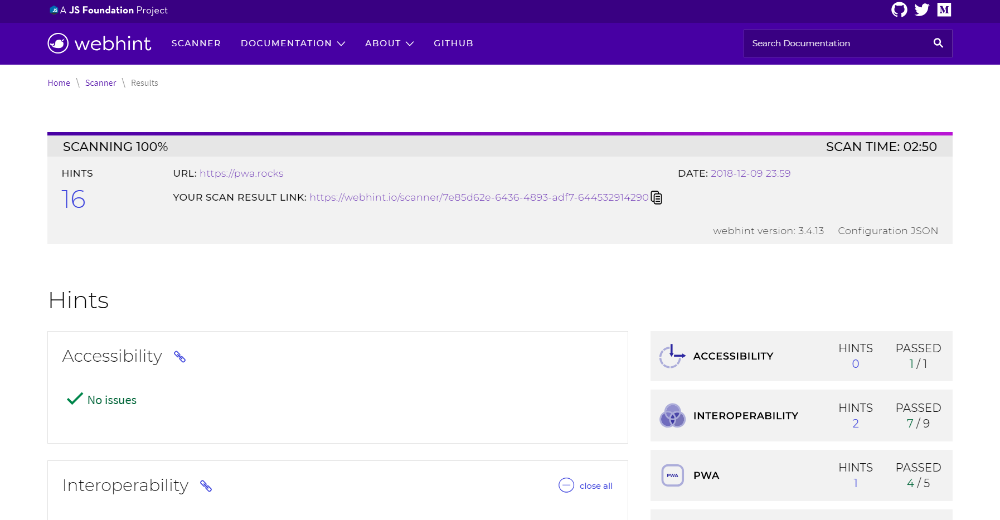 JS A JS Foundation Project
M
webhint SCANNER DOCUMENTATION ABOUT GITHUB Search Documentation
Home \ Scanner \ Results
SCANNING 100% SCAN TIME: 02:50
HINTS URL: https://pwa.rocks DATE: 2018-12-09 23:59
16 YOUR SCAN RESULT LINK: https://webhint.io/scanner/7e85d62e-6436-4893-adf7-644532914290
webhint version: 3.4.13 Configuration JSON
Hints
Accessibility
No issues
Interoperability close all
ACCESSIBILITY HINTS PASSED
0 1 / 1
INTEROPERABILITY HINTS PASSED
2 7 / 9
PWA PWA HINTS PASSED
1 4 / 5